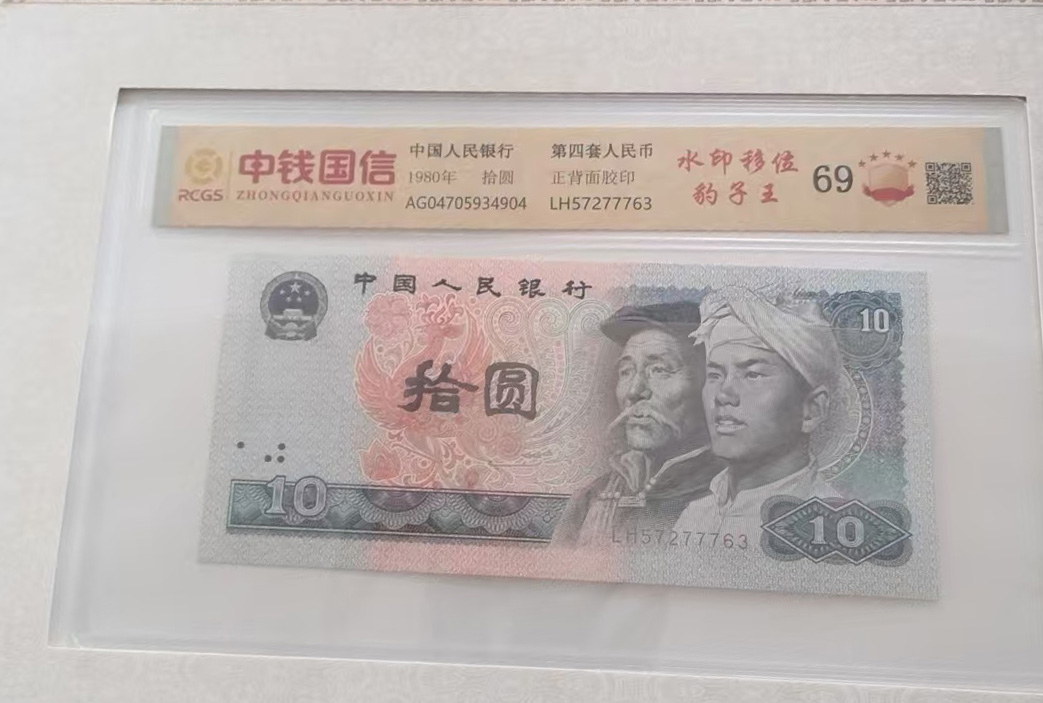 中钱国信
RCGS ZHONGQIANGUOXIN
中国人民银行 第四套人民币
1980年 拾圆 正背面胶印
AG04705934904 LH57277763
水印移位
豹子王
69
中国人民银行
10
拾圆
10
LH57277763
10